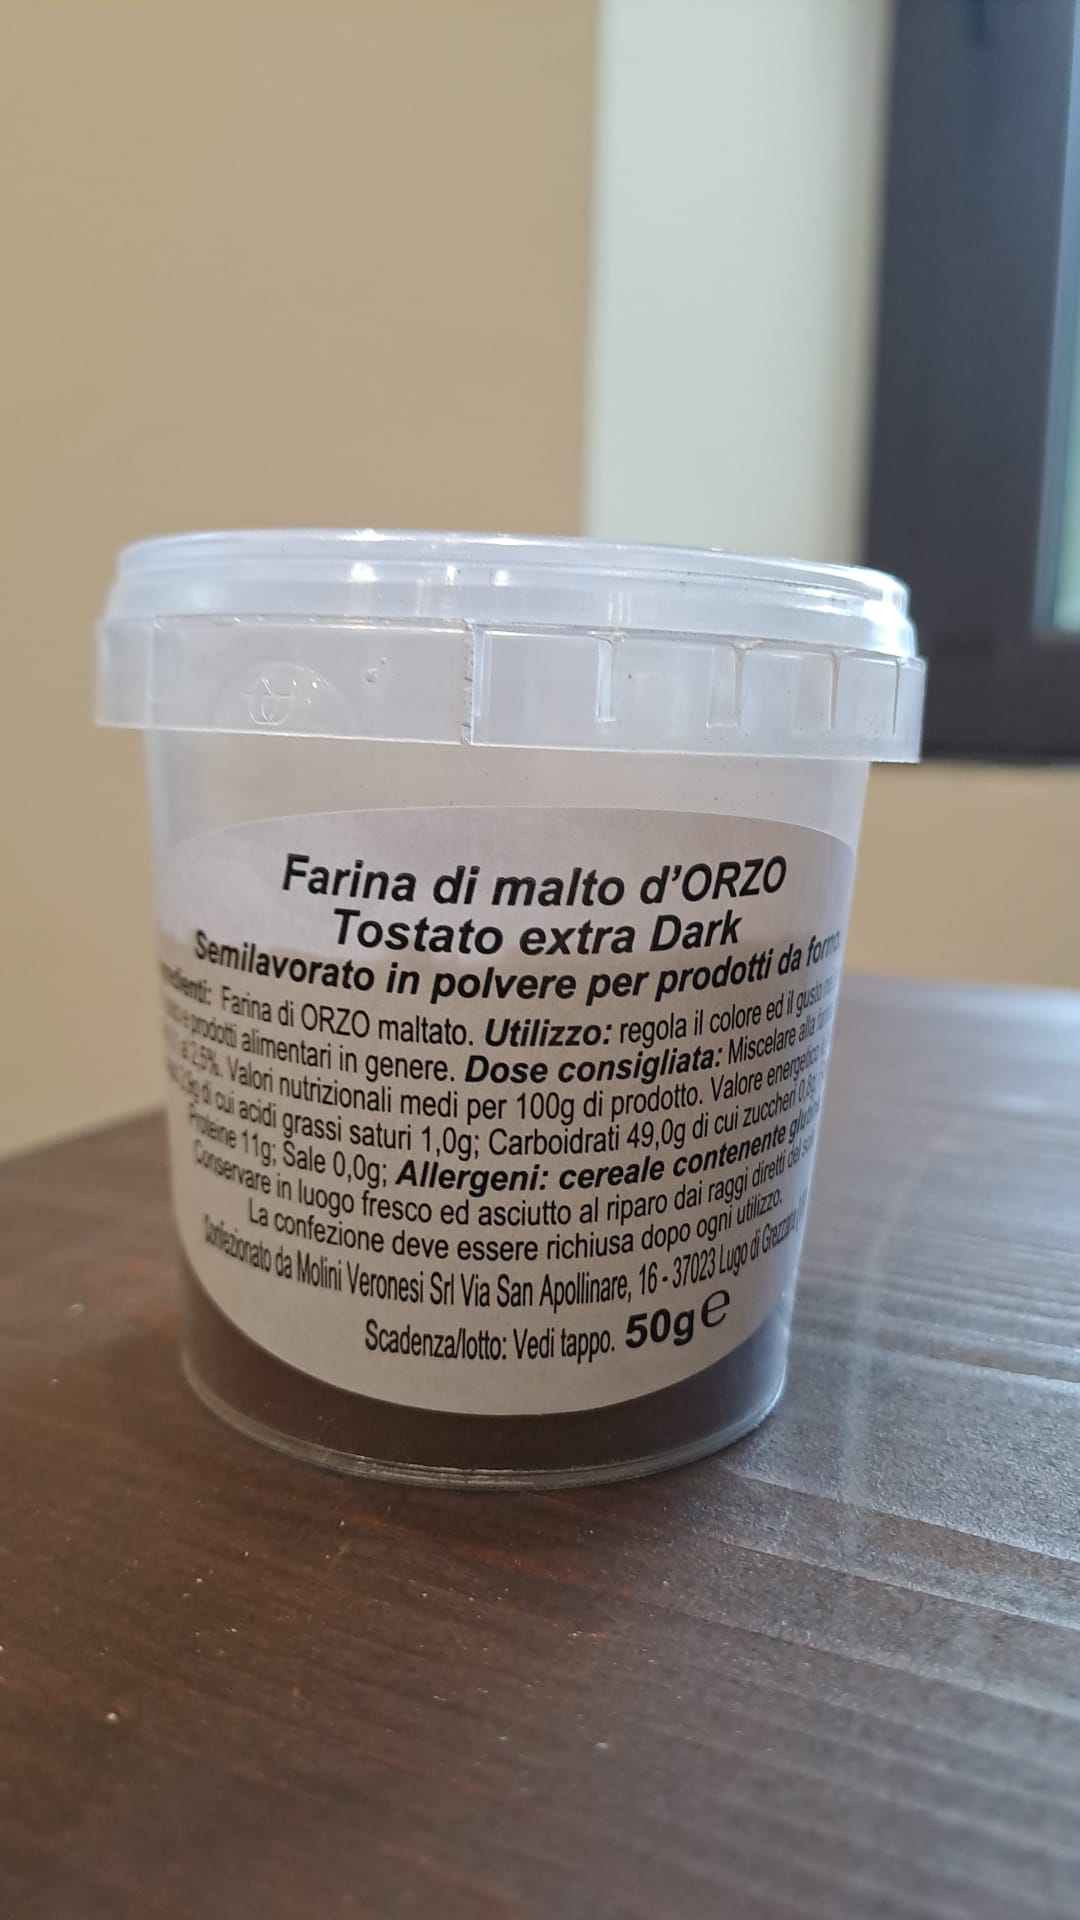 Farina di malto d'ORZO
Tostato extra Dark
Semilavorato in polvere per prodotti da forno.
Farina di ORZO maltato. Utilizzo: regola il colore ed il gusto
e prodotti alimentari in genere. Dose consigliata: Miscelare alla
2,5%. Valori nutrizionali medi per 100g di prodotto. Valore energetico
di cui acidi grassi saturi 1,0g; Carboidrati 49,0g di cui zuccheri 0,8g;
Proteine 11g; Sale 0,0g; Allergeni: cereale contenente
Conservare in luogo fresco ed asciutto al riparo dai raggi diretti del
La confezione deve essere richiusa dopo ogni utilizzo.
Confezionato da Molini Veronesi Srl Via San Apollinare, 16 - 37023 Lugo di Grezzana
Scadenza/lotto: Vedi tappo. 50g e